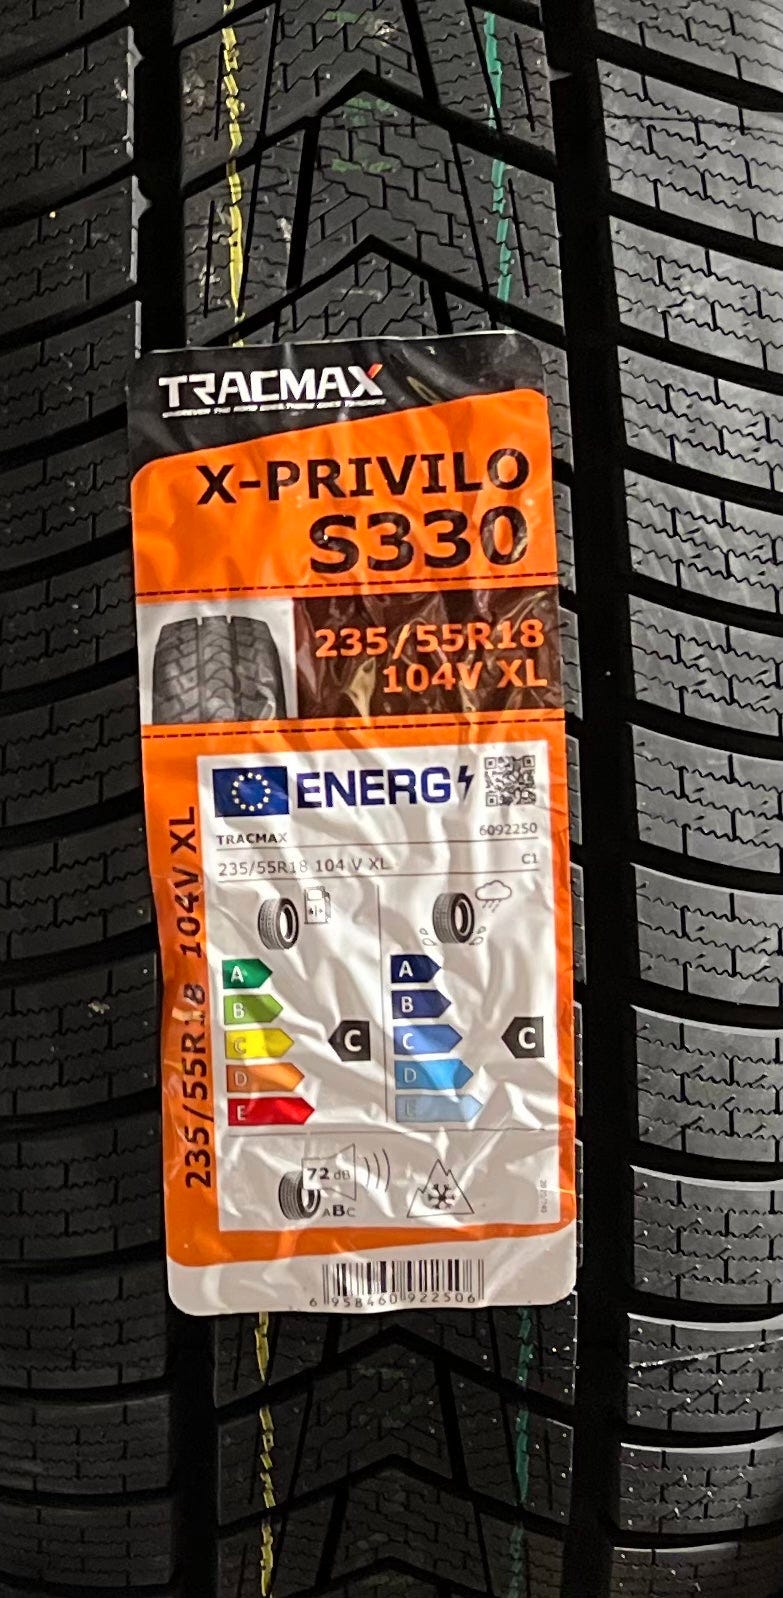 TRACMAX
X-PRIVILO
S330
235/55R18
104V XL
235/55R18 104V XL
ENERG
TRACMAX 6092250
235/55R18 104 V XL C1
A A
B B
C C C C
D D
E E
72 dB
ABC
6 958460 922506